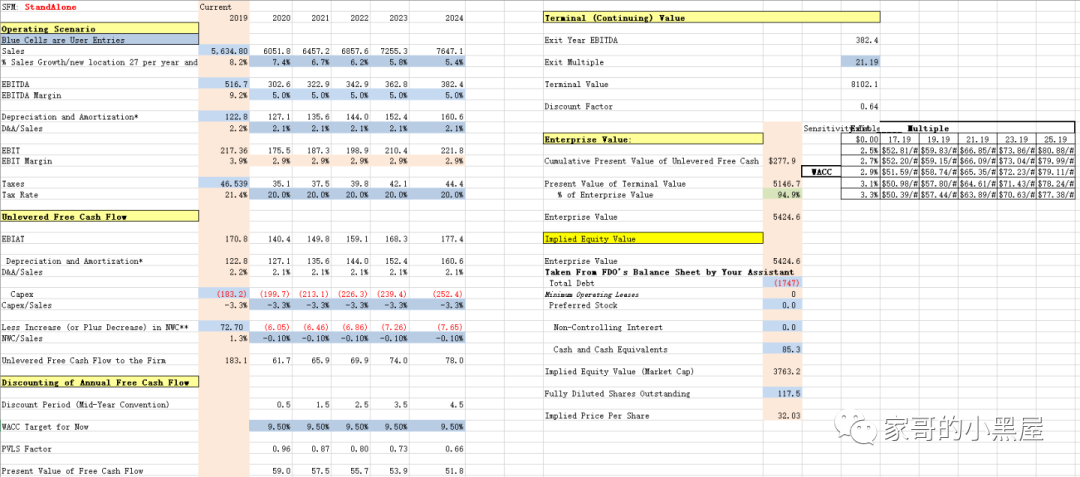 SFM: StandAlone Current
2019 2020 2021 2022 2023 2024
Operating Scenario
Blue Cells are User Entries
Sales 5,634.80 6051.8 6457.2 6857.6 7255.3 7647.1
% Sales Growth/new location 27 per year and 8.2% 7.4% 6.7% 6.2% 5.8% 5.4%
EBITDA 516.7 302.6 322.9 342.9 362.8 382.4
EBITDA Margin 9.2% 5.0% 5.0% 5.0% 5.0% 5.0%
Depreciation and Amortization* 122.8 127.1 135.6 144.0 152.4 160.6
D&A/Sales 2.2% 2.1% 2.1% 2.1% 2.1% 2.1%
EBIT 217.36 175.5 187.3 198.9 210.4 221.8
EBIT Margin 3.9% 2.9% 2.9% 2.9% 2.9% 2.9%
Taxes 46.539 35.1 37.5 39.8 42.1 44.4
Tax Rate 21.4% 20.0% 20.0% 20.0% 20.0% 20.0%
Unlevered Free Cash Flow
EBIAT 170.8 140.4 149.8 159.1 168.3 177.4
Depreciation and Amortization* 122.8 127.1 135.6 144.0 152.4 160.6
D&A/Sales 2.2% 2.1% 2.1% 2.1% 2.1% 2.1%
Capex (183.2) (199.7) (213.1) (226.3) (239.4) (252.4)
Capex/Sales -3.3% -3.3% -3.3% -3.3% -3.3% -3.3%
Less Increase (or Plus Decrease) in NWC** 72.70 (6.05) (6.46) (6.86) (7.26) (7.65)
NWC/Sales 1.3% -0.10% -0.10% -0.10% -0.10% -0.10%
Unlevered Free Cash Flow to the Firm 183.1 61.7 65.9 69.9 74.0 78.0
Discounting of Annual Free Cash Flow
Discount Period (Mid-Year Convention) 0.5 1.5 2.5 3.5 4.5
WACC Target for Now 9.50% 9.50% 9.50% 9.50% 9.50%
PVLS Factor 0.96 0.87 0.80 0.73 0.66
Present Value of Free Cash Flow 59.0 57.5 55.7 53.9 51.8
Terminal (Continuing) Value
Exit Year EBITDA 382.4
Exit Multiple 21.19
Terminal Value 8102.1
Discount Factor 0.64
Enterprise Value:
Cumulative Present Value of Unlevered Free Cash $277.9
Present Value of Terminal Value 5146.7
% of Enterprise Value 94.9%
Enterprise Value 5424.6
Implied Equity Value
Enterprise Value 5424.6
Taken From FDO's Balance Sheet by Your Assistant
Total Debt (1747)
Minimum Operating Leases 0
Preferred Stock 0.0
Non-Controlling Interest 0.0
Cash and Cash Equivalents 85.3
Implied Equity Value (Market Cap) 3763.2
Fully Diluted Shares Outstanding 117.5
Implied Price Per Share 32.03
Multiple
$0.00 17.19 19.19 21.19 23.19 25.19
2.5% $52.81/# $59.83/# $66.85/# $73.86/# $80.88/#
2.7% $52.20/# $59.15/# $66.09/# $73.04/# $79.99/#
WACC 2.9% $51.59/# $58.74/# $65.35/# $72.23/# $79.11/#
3.1% $50.98/# $57.80/# $64.61/# $71.43/# $78.24/#
3.3% $50.39/# $57.44/# $63.89/# $70.63/# $77.38/#
家哥的小黑屋